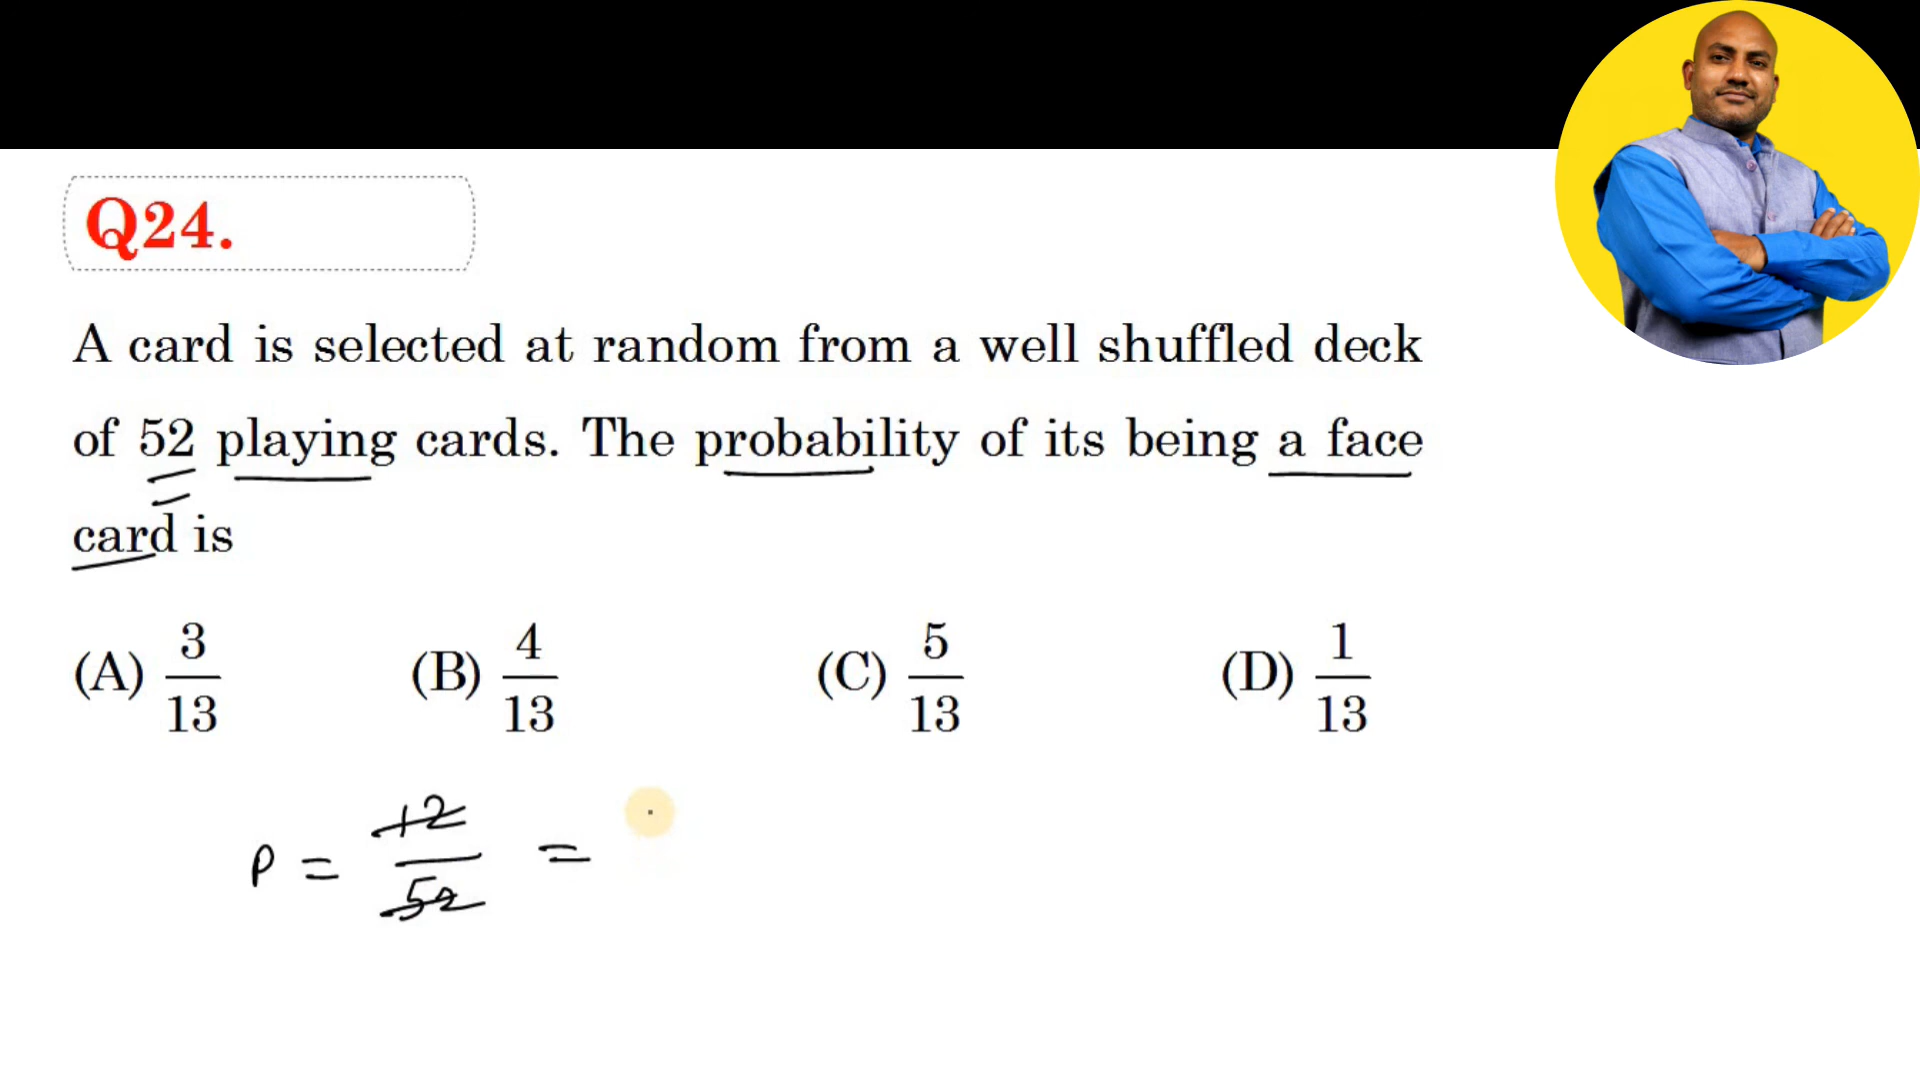 Q24.
A card is selected at random from a well shuffled deck
of 52 playing cards. The probability of its being a face
card is
(A) 3/13 (B) 4/13 (C) 5/13 (D) 1/13
P = 12/52 =